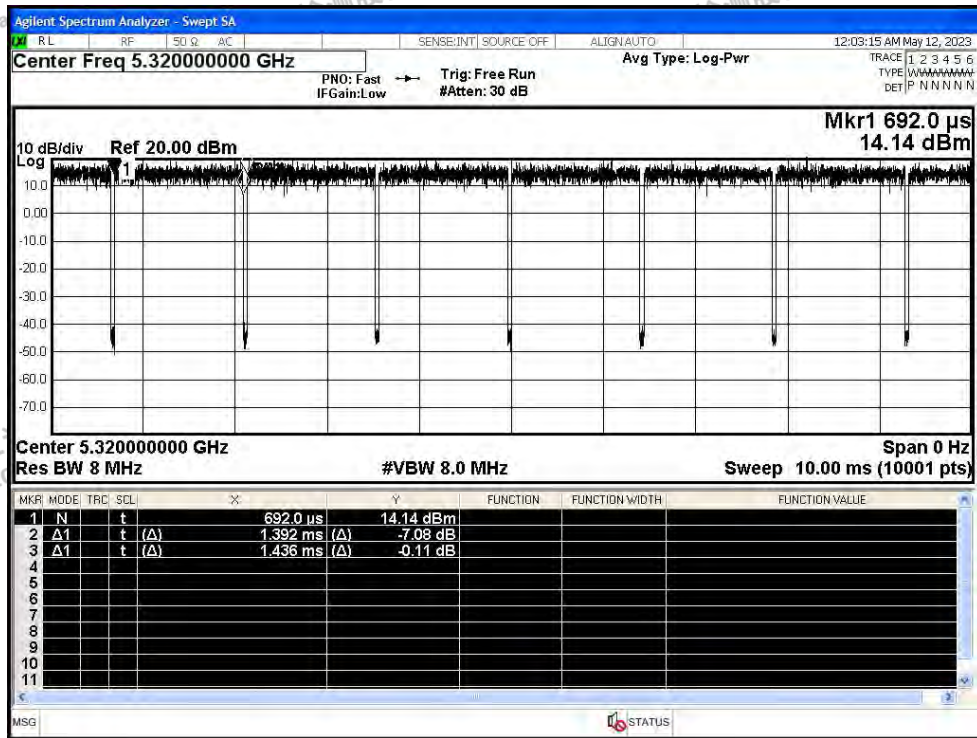 Agilent Spectrum Analyzer - Swept SA
LXI RL RF 50 Ω AC SENSE:INT SOURCE OFF ALIGNAUTO 12:03:15 AM May 12, 2023
Center Freq 5.320000000 GHz Avg Type: Log-Pwr TRACE 1 2 3 4 5 6
PNO: Fast Trig: Free Run TYPE WWWWWW
IFGain:Low #Atten: 30 dB DET P N N N N N
Mkr1 692.0 µs
10 dB/div Ref 20.00 dBm 14.14 dBm
Log
1
10.0
0.00
-10.0
-20.0
-30.0
-40.0
-50.0
-60.0
-70.0
Center 5.320000000 GHz Span 0 Hz
Res BW 8 MHz #VBW 8.0 MHz Sweep 10.00 ms (10001 pts)
MKR MODE TRC SCL X Y FUNCTION FUNCTION WIDTH FUNCTION VALUE
1 N t 692.0 µs 14.14 dBm
2 Δ1 t (Δ) 1.392 ms (Δ) -7.08 dB
3 Δ1 t (Δ) 1.436 ms (Δ) -0.11 dB
4
5
6
7
8
9
10
11
MSG STATUS